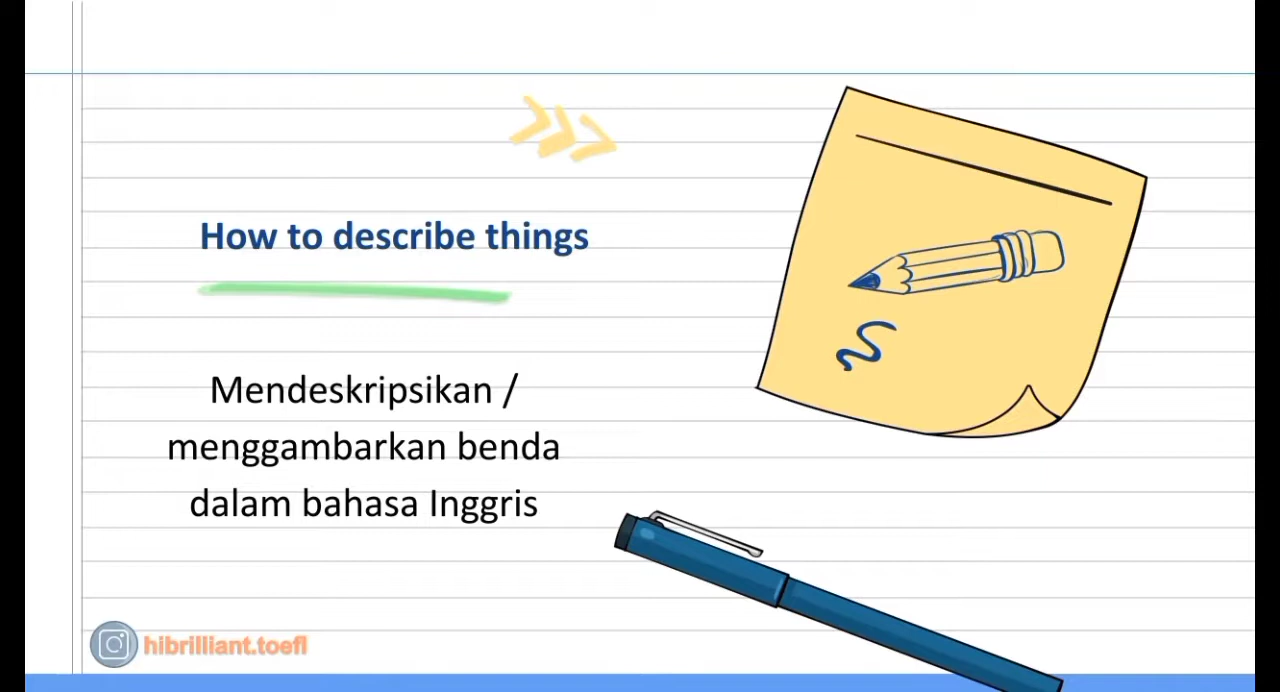 How to describe things
Mendeskripsikan /
menggambarkan benda
dalam bahasa Inggris
hibrilliant.toefl